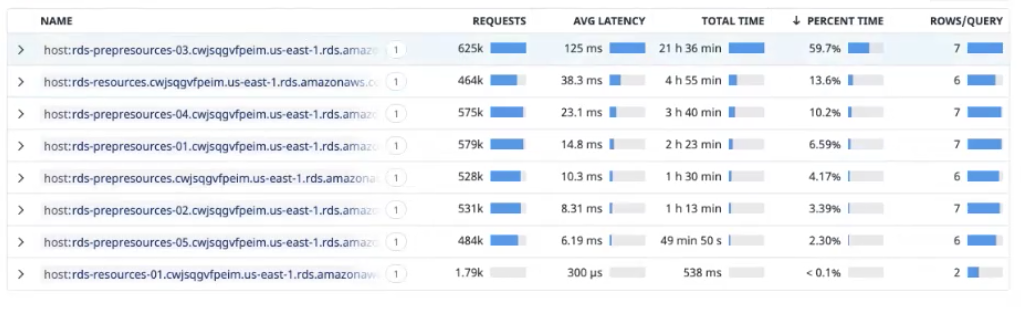 NAME REQUESTS AVG LATENCY TOTAL TIME ↓ PERCENT TIME ROWS/QUERY
host:rds-prepresources-03.cwjsqgvfpeim.us-east-1.rds.amazo 1 625k 125 ms 21 h 36 min 59.7% 7
host:rds-resources.cwjsqgvfpeim.us-east-1.rds.amazonaws.co 1 464k 38.3 ms 4 h 55 min 13.6% 6
host:rds-prepresources-04.cwjsqgvfpeim.us-east-1.rds.amazo 1 575k 23.1 ms 3 h 40 min 10.2% 7
host:rds-prepresources-01.cwjsqgvfpeim.us-east-1.rds.amazo 1 579k 14.8 ms 2 h 23 min 6.59% 7
host:rds-prepresources.cwjsqgvfpeim.us-east-1.rds.amazona 1 528k 10.3 ms 1 h 30 min 4.17% 6
host:rds-prepresources-02.cwjsqgvfpeim.us-east-1.rds.amazo 1 531k 8.31 ms 1 h 13 min 3.39% 7
host:rds-prepresources-05.cwjsqgvfpeim.us-east-1.rds.amazo 1 484k 6.19 ms 49 min 50 s 2.30% 6
host:rds-resources-01.cwjsqgvfpeim.us-east-1.rds.amazonaw 1 1.79k 300 µs 538 ms < 0.1% 2